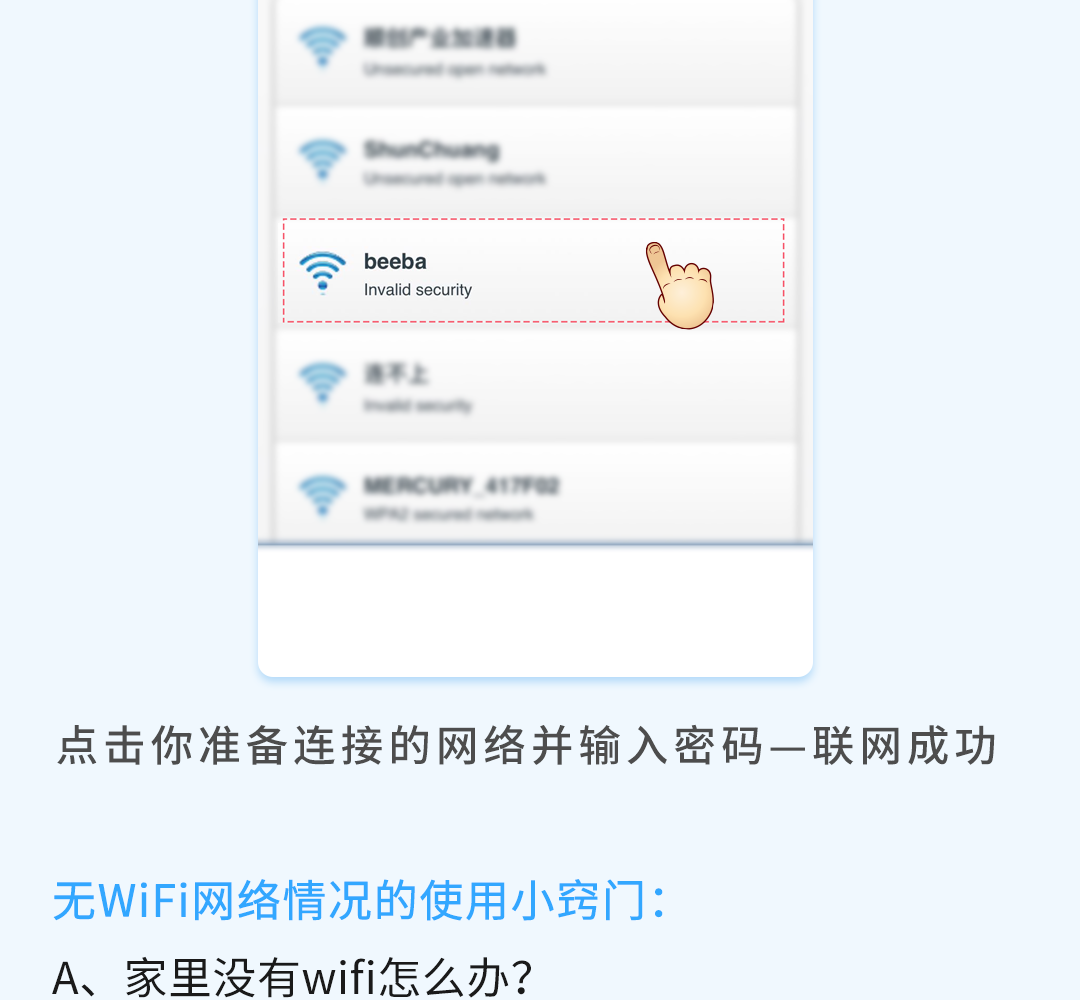 顺创产业加速器
Unsecured open network
ShunChuang
Unsecured open network
beeba
Invalid security
连不上
Invalid security
MERCURY_417F02
WPA2 secured network
点击你准备连接的网络并输入密码—联网成功
无WiFi网络情况的使用小窍门：
A、家里没有wifi怎么办？